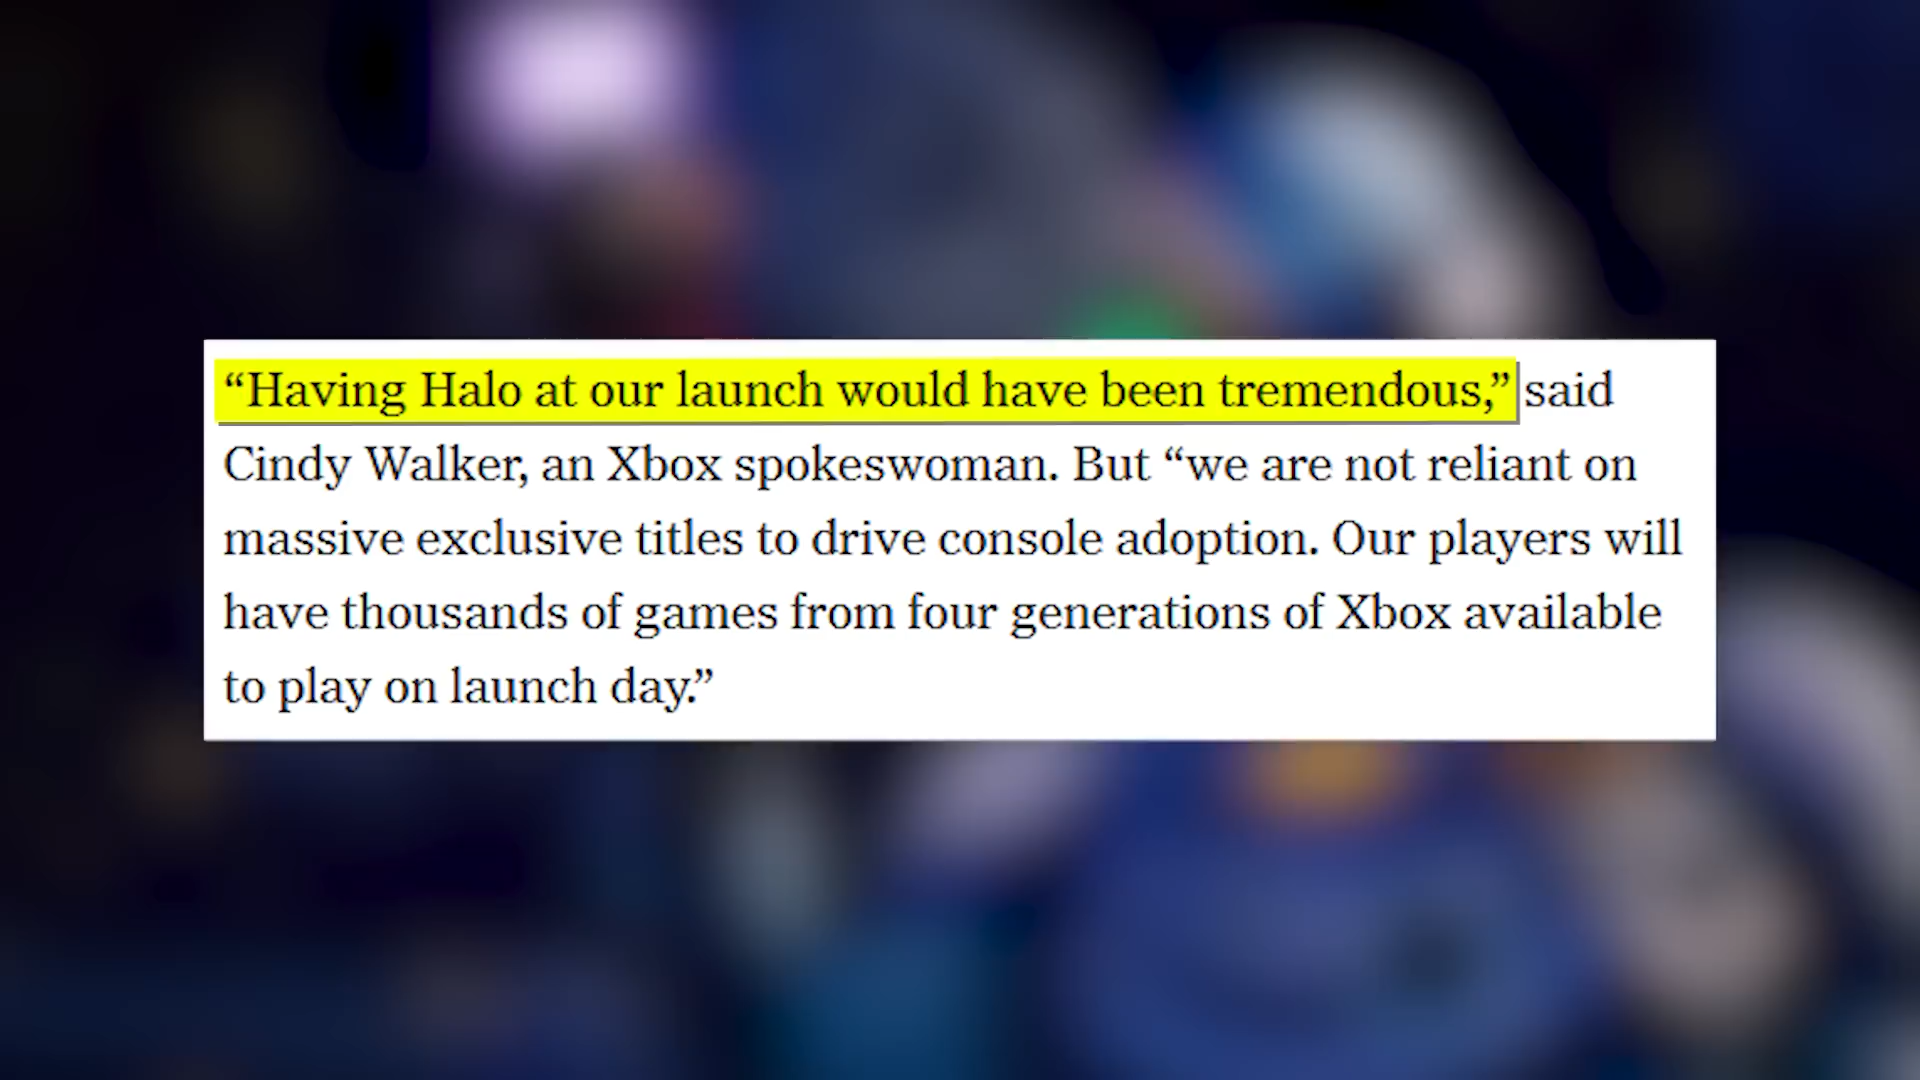 “Having Halo at our launch would have been tremendous,” said
Cindy Walker, an Xbox spokeswoman. But “we are not reliant on
massive exclusive titles to drive console adoption. Our players will
have thousands of games from four generations of Xbox available
to play on launch day.”